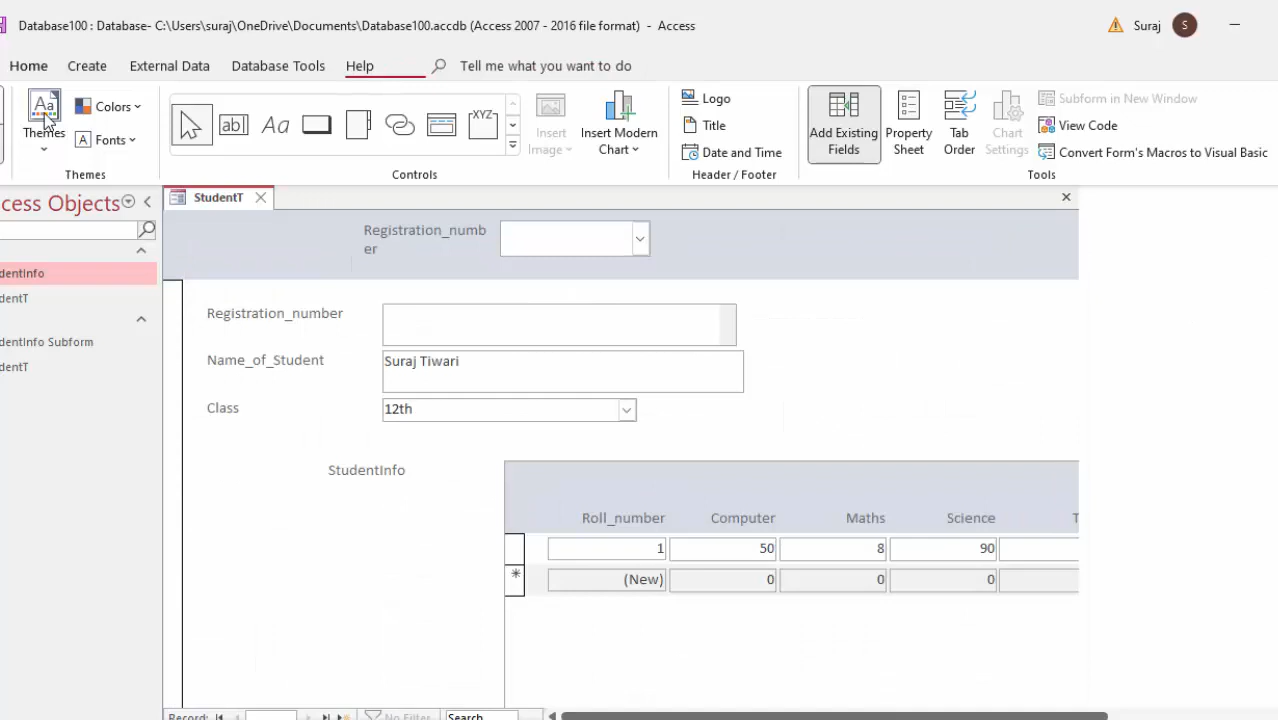 Database100 : Database- C:\Users\suraj\OneDrive\Documents\Database100.accdb (Access 2007 - 2016 file format) - Access
Suraj
S
Home
Create
External Data
Database Tools
Help
Tell me what you want to do
Aa
Themes
Colors
A Fonts
Themes
ab
Aa
XYZ
Controls
Insert
Image
Insert Modern
Chart
Logo
Title
Date and Time
Header / Footer
Add Existing
Fields
Property
Sheet
Tab
Order
Chart
Settings
Subform in New Window
View Code
Convert Form's Macros to Visual Basic
Tools
cess Objects
dentInfo
dentT
dentInfo Subform
dentT
StudentT
Registration_numb
er
Registration_number
Name_of_Student
Suraj Tiwari
Class
12th
StudentInfo
Roll_number Computer Maths Science T
1 50 8 90
* (New) 0 0 0
Record:
No Filter
Search